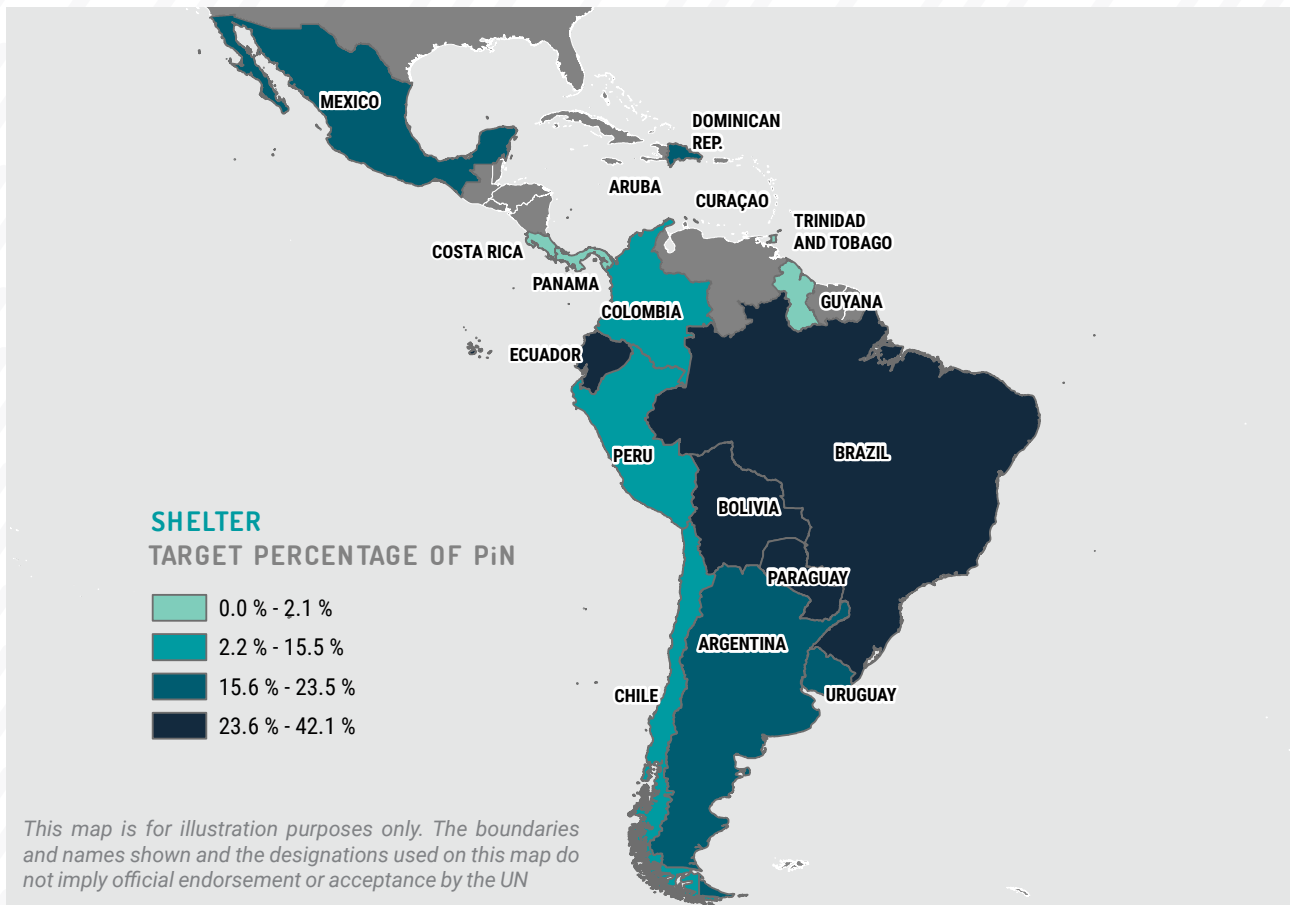 MEXICO
DOMINICAN
REP.
ARUBA
CURAÇAO
TRINIDAD
AND TOBAGO
COSTA RICA
PANAMA
COLOMBIA
GUYANA
ECUADOR
PERU
BRAZIL
BOLIVIA
PARAGUAY
ARGENTINA
CHILE
URUGUAY
SHELTER
TARGET PERCENTAGE OF PiN
0.0 % - 2.1 %
2.2 % - 15.5 %
15.6 % - 23.5 %
23.6 % - 42.1 %
This map is for illustration purposes only. The boundaries
and names shown and the designations used on this map do
not imply official endorsement or acceptance by the UN